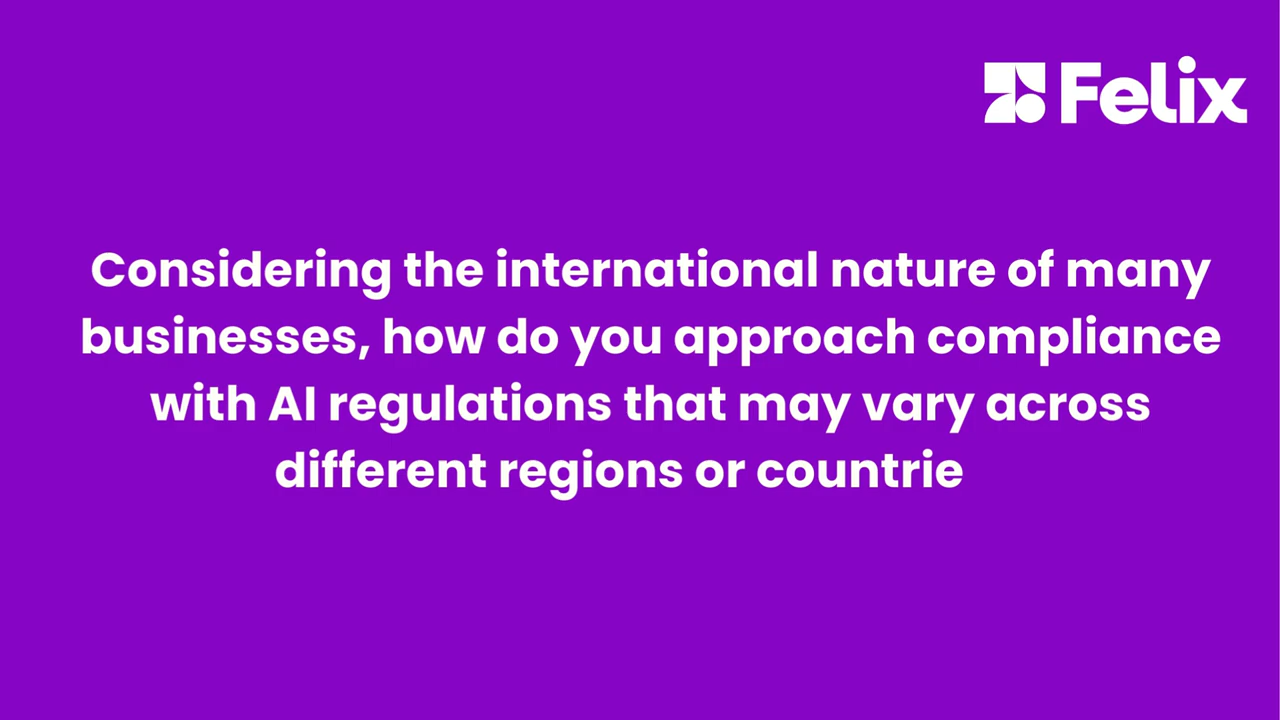 Felix
Considering the international nature of many
businesses, how do you approach compliance
with AI regulations that may vary across
different regions or countrie